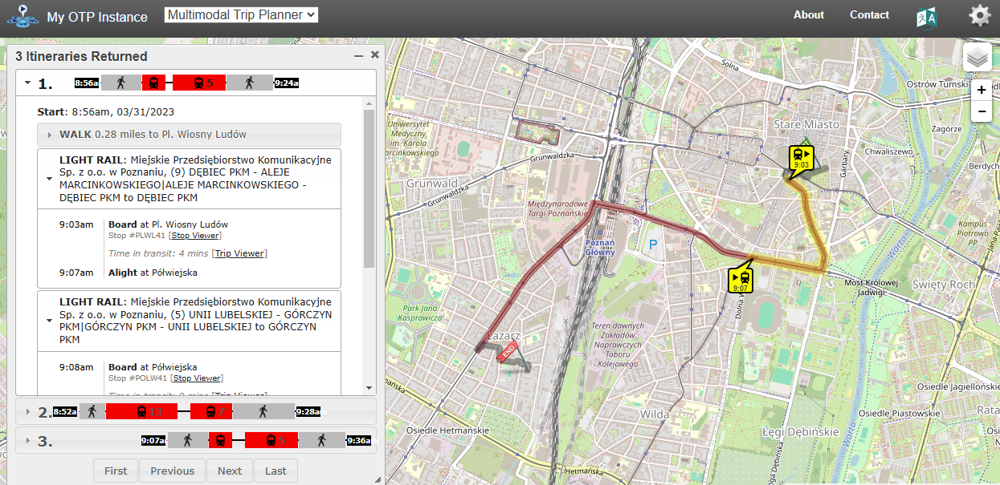 My OTP Instance
Multimodal Trip Planner
About
Contact
3 Itineraries Returned
1.
8:56a
5
9:24a
Start: 8:56am, 03/31/2023
WALK 0.28 miles to Pl. Wiosny Ludów
LIGHT RAIL: Miejskie Przedsiębiorstwo Komunikacyjne
Sp. z o.o. w Poznaniu, (9) DĘBIEC PKM - ALEJE
MARCINKOWSKIEGO|ALEJE MARCINKOWSKIEGO -
DĘBIEC PKM to DĘBIEC PKM
9:03am
Board at Pl. Wiosny Ludów
Stop #PLWL41 [Stop Viewer]
Time in transit: 4 mins [Trip Viewer]
9:07am
Alight at Półwiejska
LIGHT RAIL: Miejskie Przedsiębiorstwo Komunikacyjne
Sp. z o.o. w Poznaniu, (5) UNII LUBELSKIEJ - GÓRCZYN
PKM|GÓRCZYN PKM - UNII LUBELSKIEJ to GÓRCZYN
PKM
9:08am
Board at Półwiejska
Stop #POLW41 [Stop Viewer]
2.
8:52a
13
7
9:28a
3.
9:07a
5
9:36a
First
Previous
Next
Last
Solna
Ostrów Tumski
+
−
Stare Miasto
Zagórze
Uniwersytet
Medyczny
im. Karola
Marcinkowskiego
Grunwaldzka
Chwaliszewo
Garbary
9:03
Berdych
Grunwald
Grunwaldzka
Międzynarodowe
Targi Poznańskie
Kampus
Piotrowo
PP
Jana-Pa
Poznań
Główny
P
Warta
9:07
Most Królowej
Jadwigi
Święty Roch
Park Jana
Kasprowicza
Dolna W
Łazarz
END
Teren dawnych
Zakładów
Naprawczych
Taboru
Kolejowego
Osiedle Jagiellońskie
Wilda
Osiedle Piastowskie
Rata
Osiedle Hetmańskie
Łęgi Dębińskie
Warta
Hetmańska